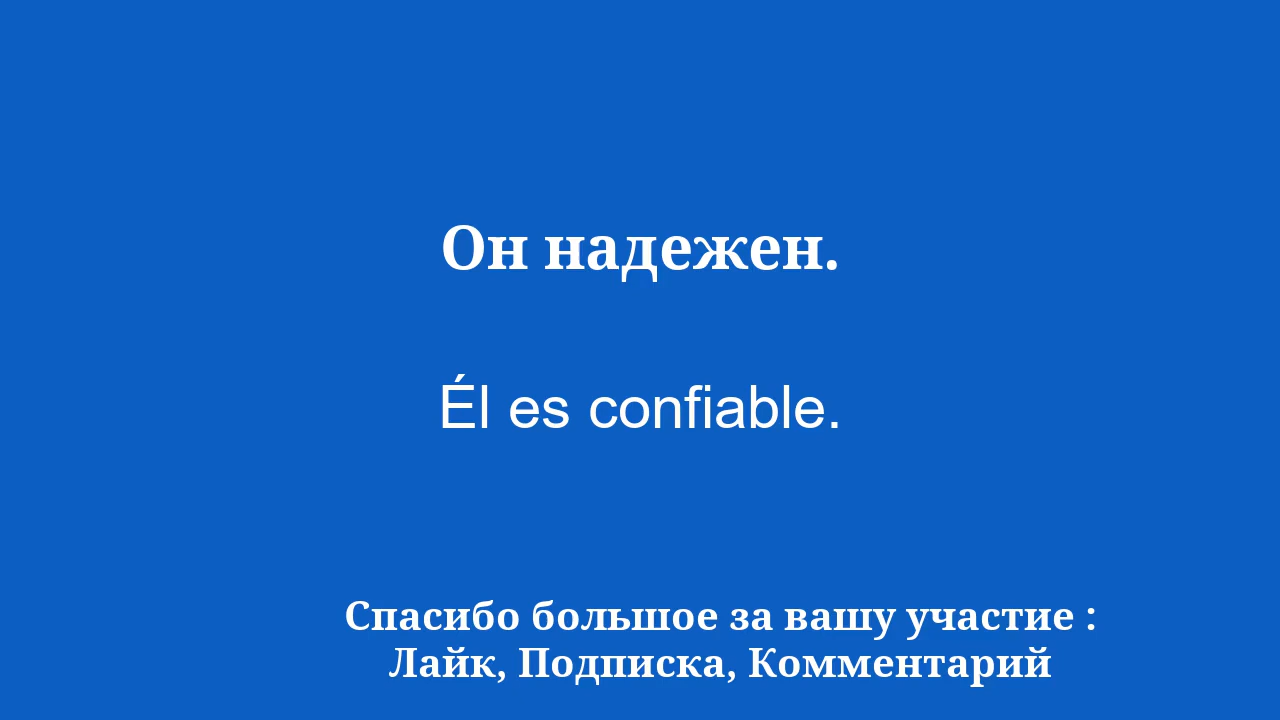 Он надежен.
Él es confiable.
Спасибо большое за вашу участие :
Лайк, Подписка, Комментарий